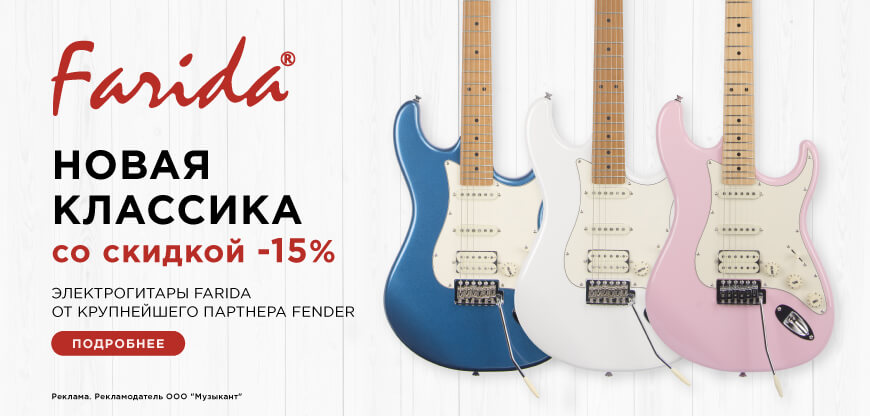 Farida®
НОВАЯ
КЛАССИКА
со скидкой -15%
ЭЛЕКТРОГИТАРЫ FARIDA
ОТ КРУПНЕЙШЕГО ПАРТНЕРА FENDER
ПОДРОБНЕЕ
Реклама. Рекламодатель ООО "Музыкант"